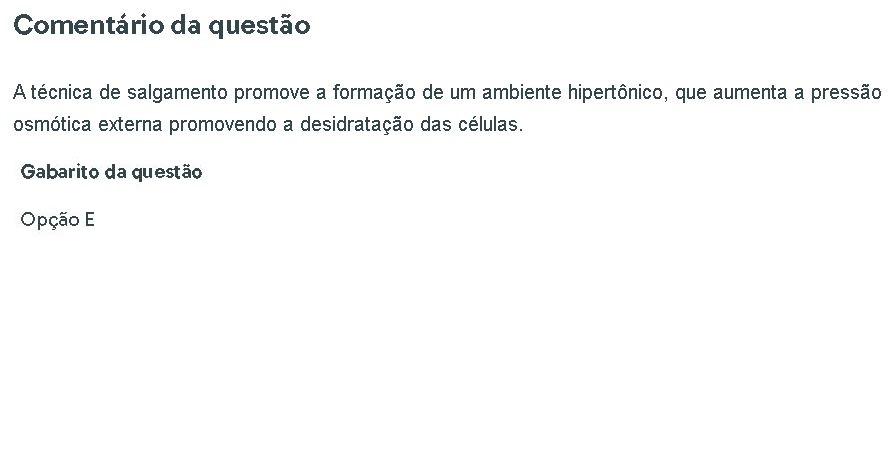 Comentário da questão
A técnica de salgamento promove a formação de um ambiente hipertônico, que aumenta a pressão
osmótica externa promovendo a desidratação das células.
Gabarito da questão
Opção E